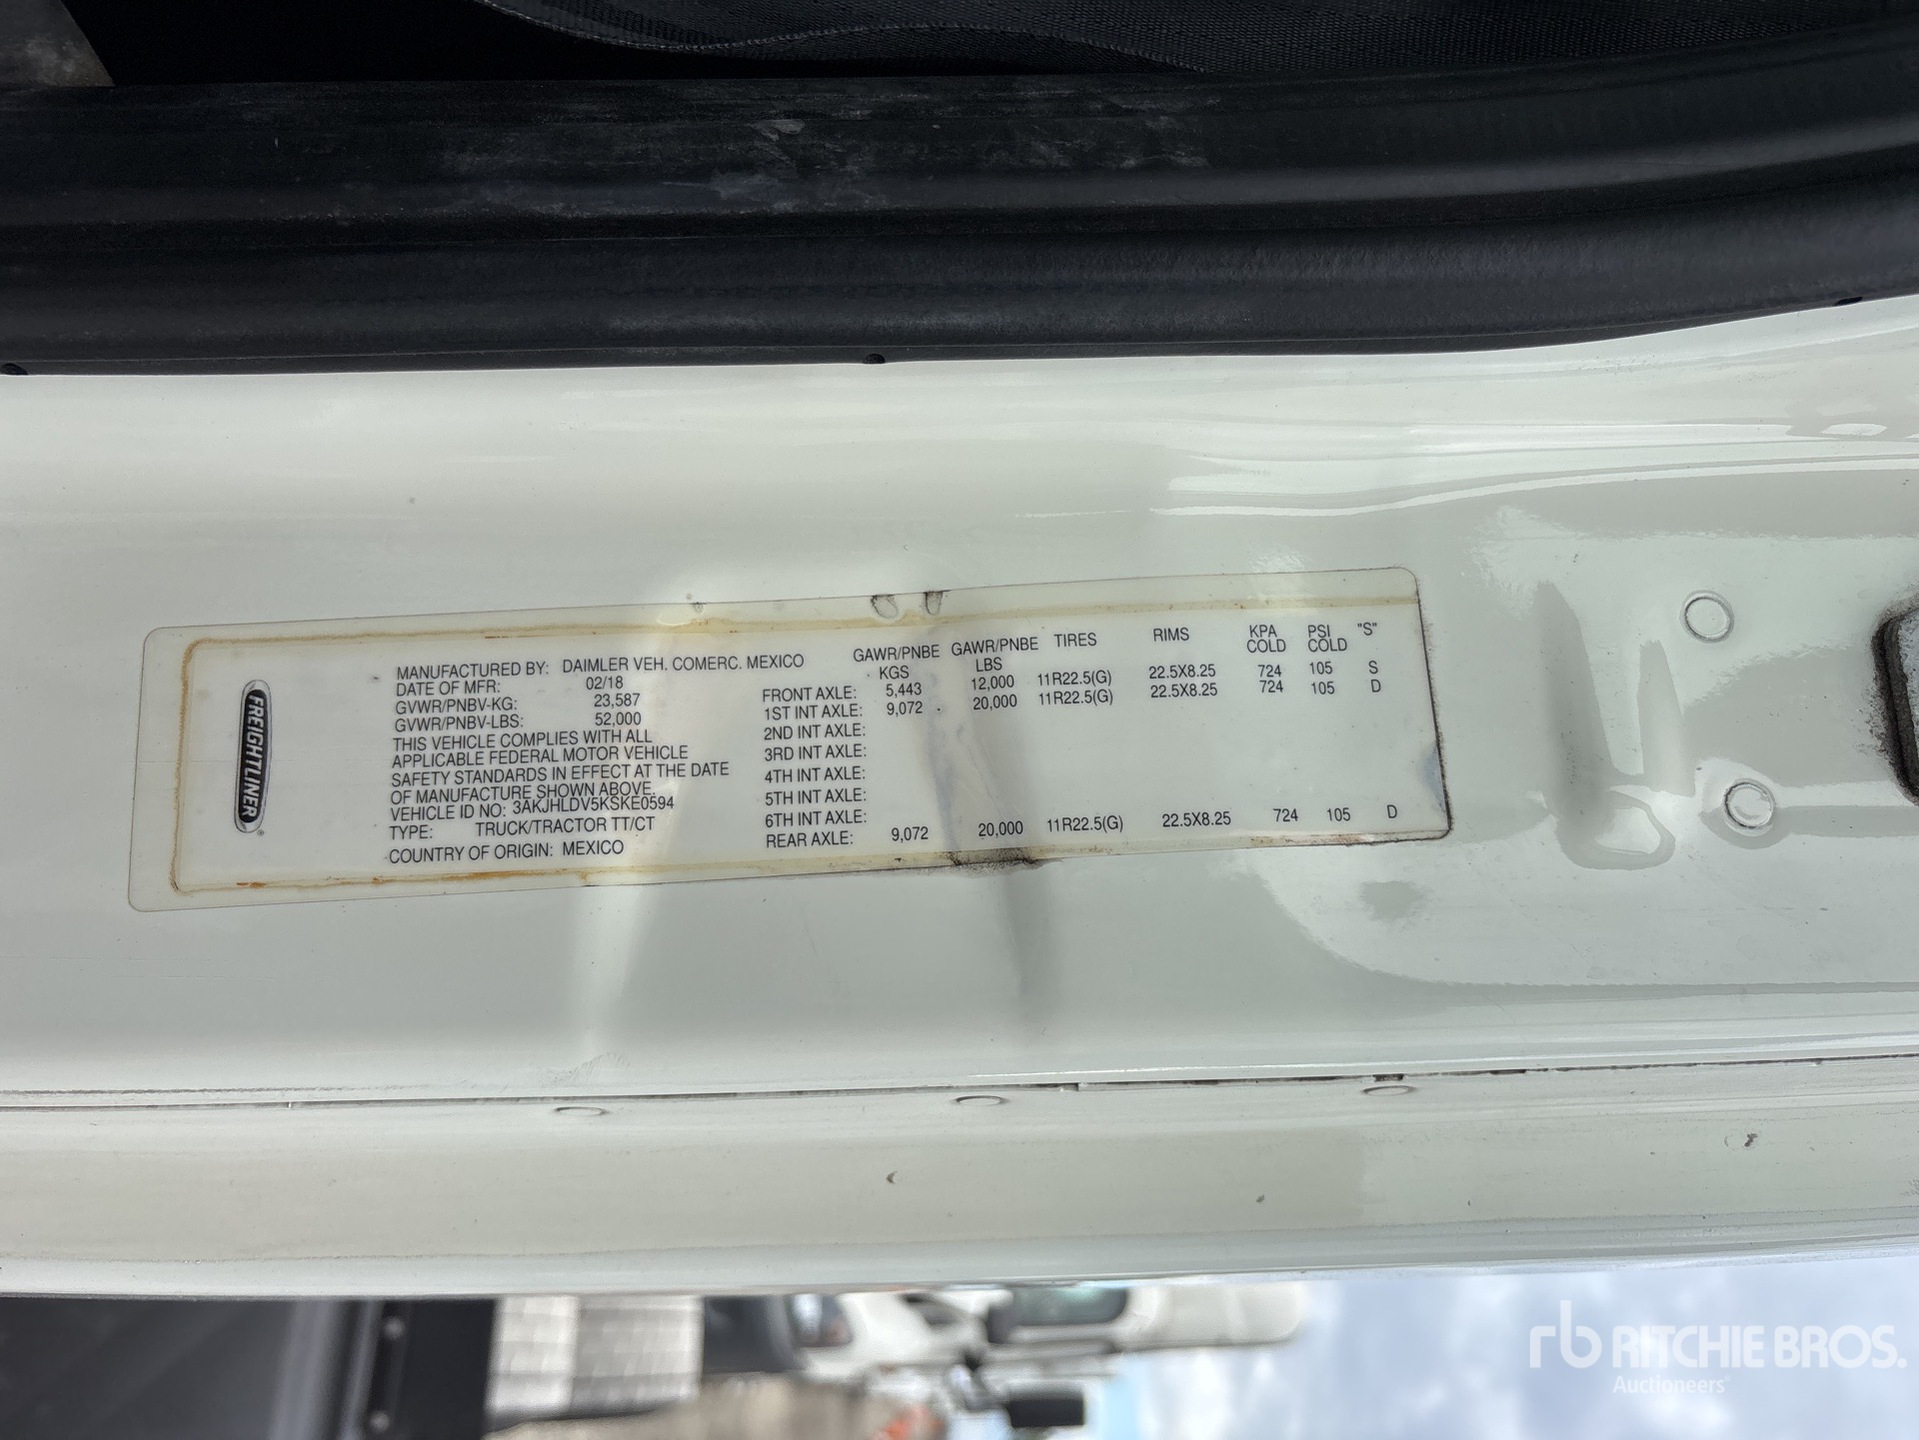 FREIGHTLINER
MANUFACTURED BY: DAIMLER VEH. COMERC. MEXICO
DATE OF MFR: 02/18
GVWR/PNBV-KG: 23,587
GVWR/PNBV-LBS: 52,000
THIS VEHICLE COMPLIES WITH ALL
APPLICABLE FEDERAL MOTOR VEHICLE
SAFETY STANDARDS IN EFFECT AT THE DATE
OF MANUFACTURE SHOWN ABOVE.
VEHICLE ID NO: 3AKJHLDV5KSKE0594
TYPE: TRUCK/TRACTOR TT/CT
COUNTRY OF ORIGIN: MEXICO
GAWR/PNBE GAWR/PNBE TIRES RIMS KPA PSI "S"
KGS LBS COLD COLD
FRONT AXLE: 5,443 12,000 11R22.5(G) 22.5X8.25 724 105 S
1ST INT AXLE: 9,072 20,000 11R22.5(G) 22.5X8.25 724 105 D
2ND INT AXLE:
3RD INT AXLE:
4TH INT AXLE:
5TH INT AXLE:
6TH INT AXLE:
REAR AXLE: 9,072 20,000 11R22.5(G) 22.5X8.25 724 105 D
rb RITCHIE BROS.
Auctioneers